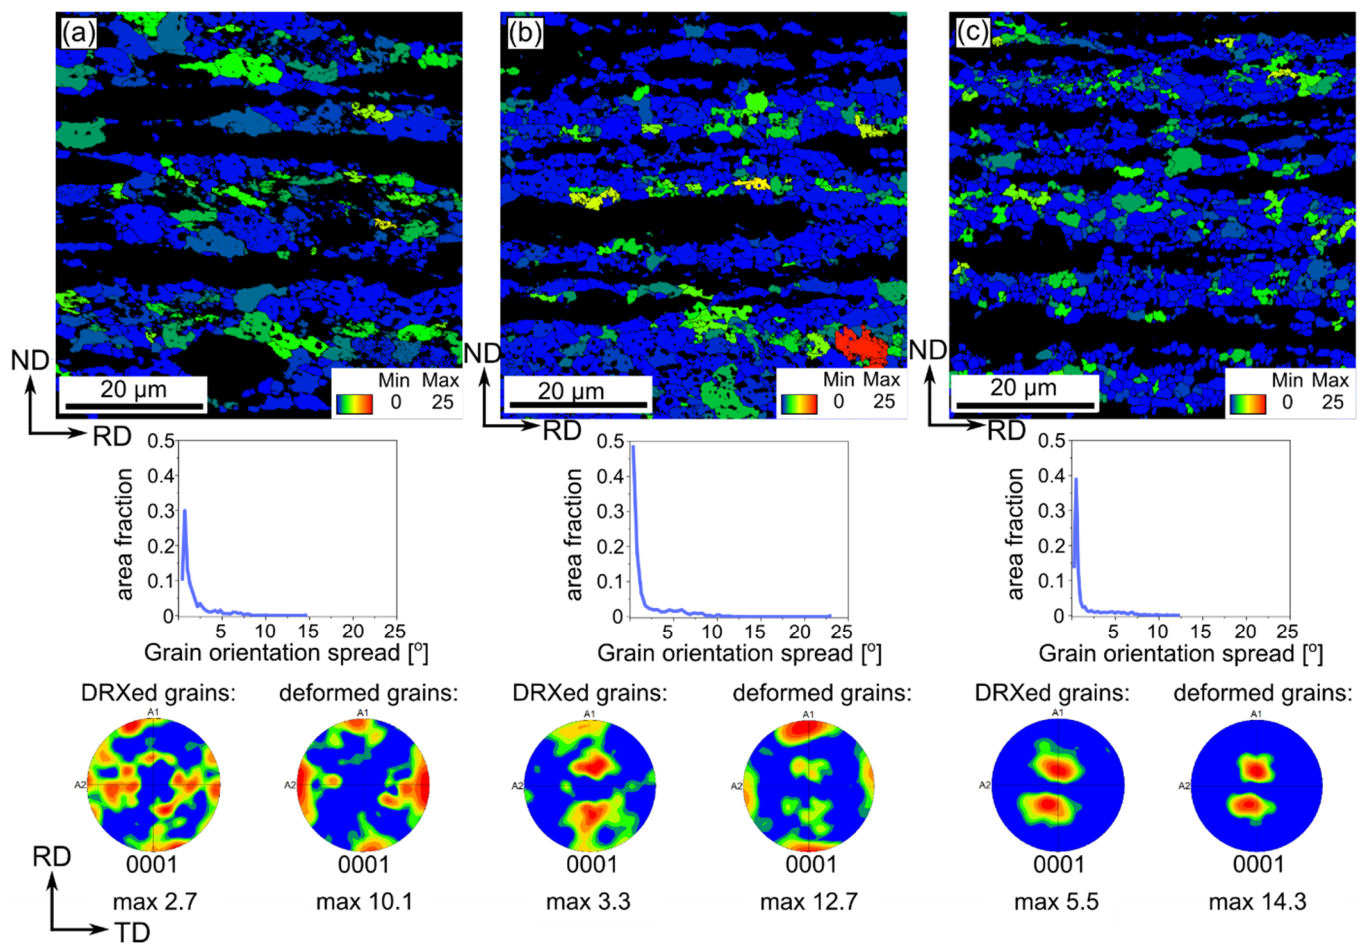 (a)
(b)
(c)
ND
RD
20 µm
Min Max
0 25
ND
RD
20 µm
Min Max
0 25
ND
RD
20 µm
Min Max
0 25
0.5
0.4
0.3
0.2
0.1
0
area fraction
5 10 15 20 25
Grain orientation spread [º]
0.5
0.4
0.3
0.2
0.1
0
area fraction
5 10 15 20 25
Grain orientation spread [º]
0.5
0.4
0.3
0.2
0.1
0
area fraction
5 10 15 20 25
Grain orientation spread [º]
DRXed grains: deformed grains: DRXed grains: deformed grains: DRXed grains: deformed grains:
A1 A1 A1 A1 A1 A1
A2 A2 A2 A2 A2 A2
0001 0001 0001 0001 0001 0001
RD
TD
max 2.7 max 10.1 max 3.3 max 12.7 max 5.5 max 14.3